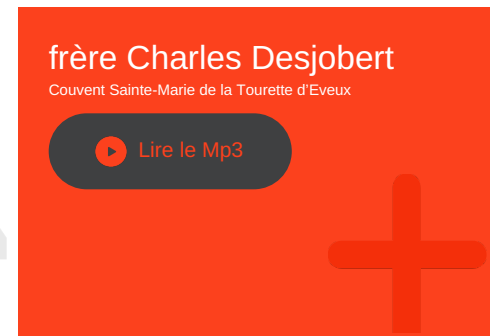 frère Charles Desjobert
Couvent Sainte-Marie de la Tourette d'Eveux
Lire le Mp3